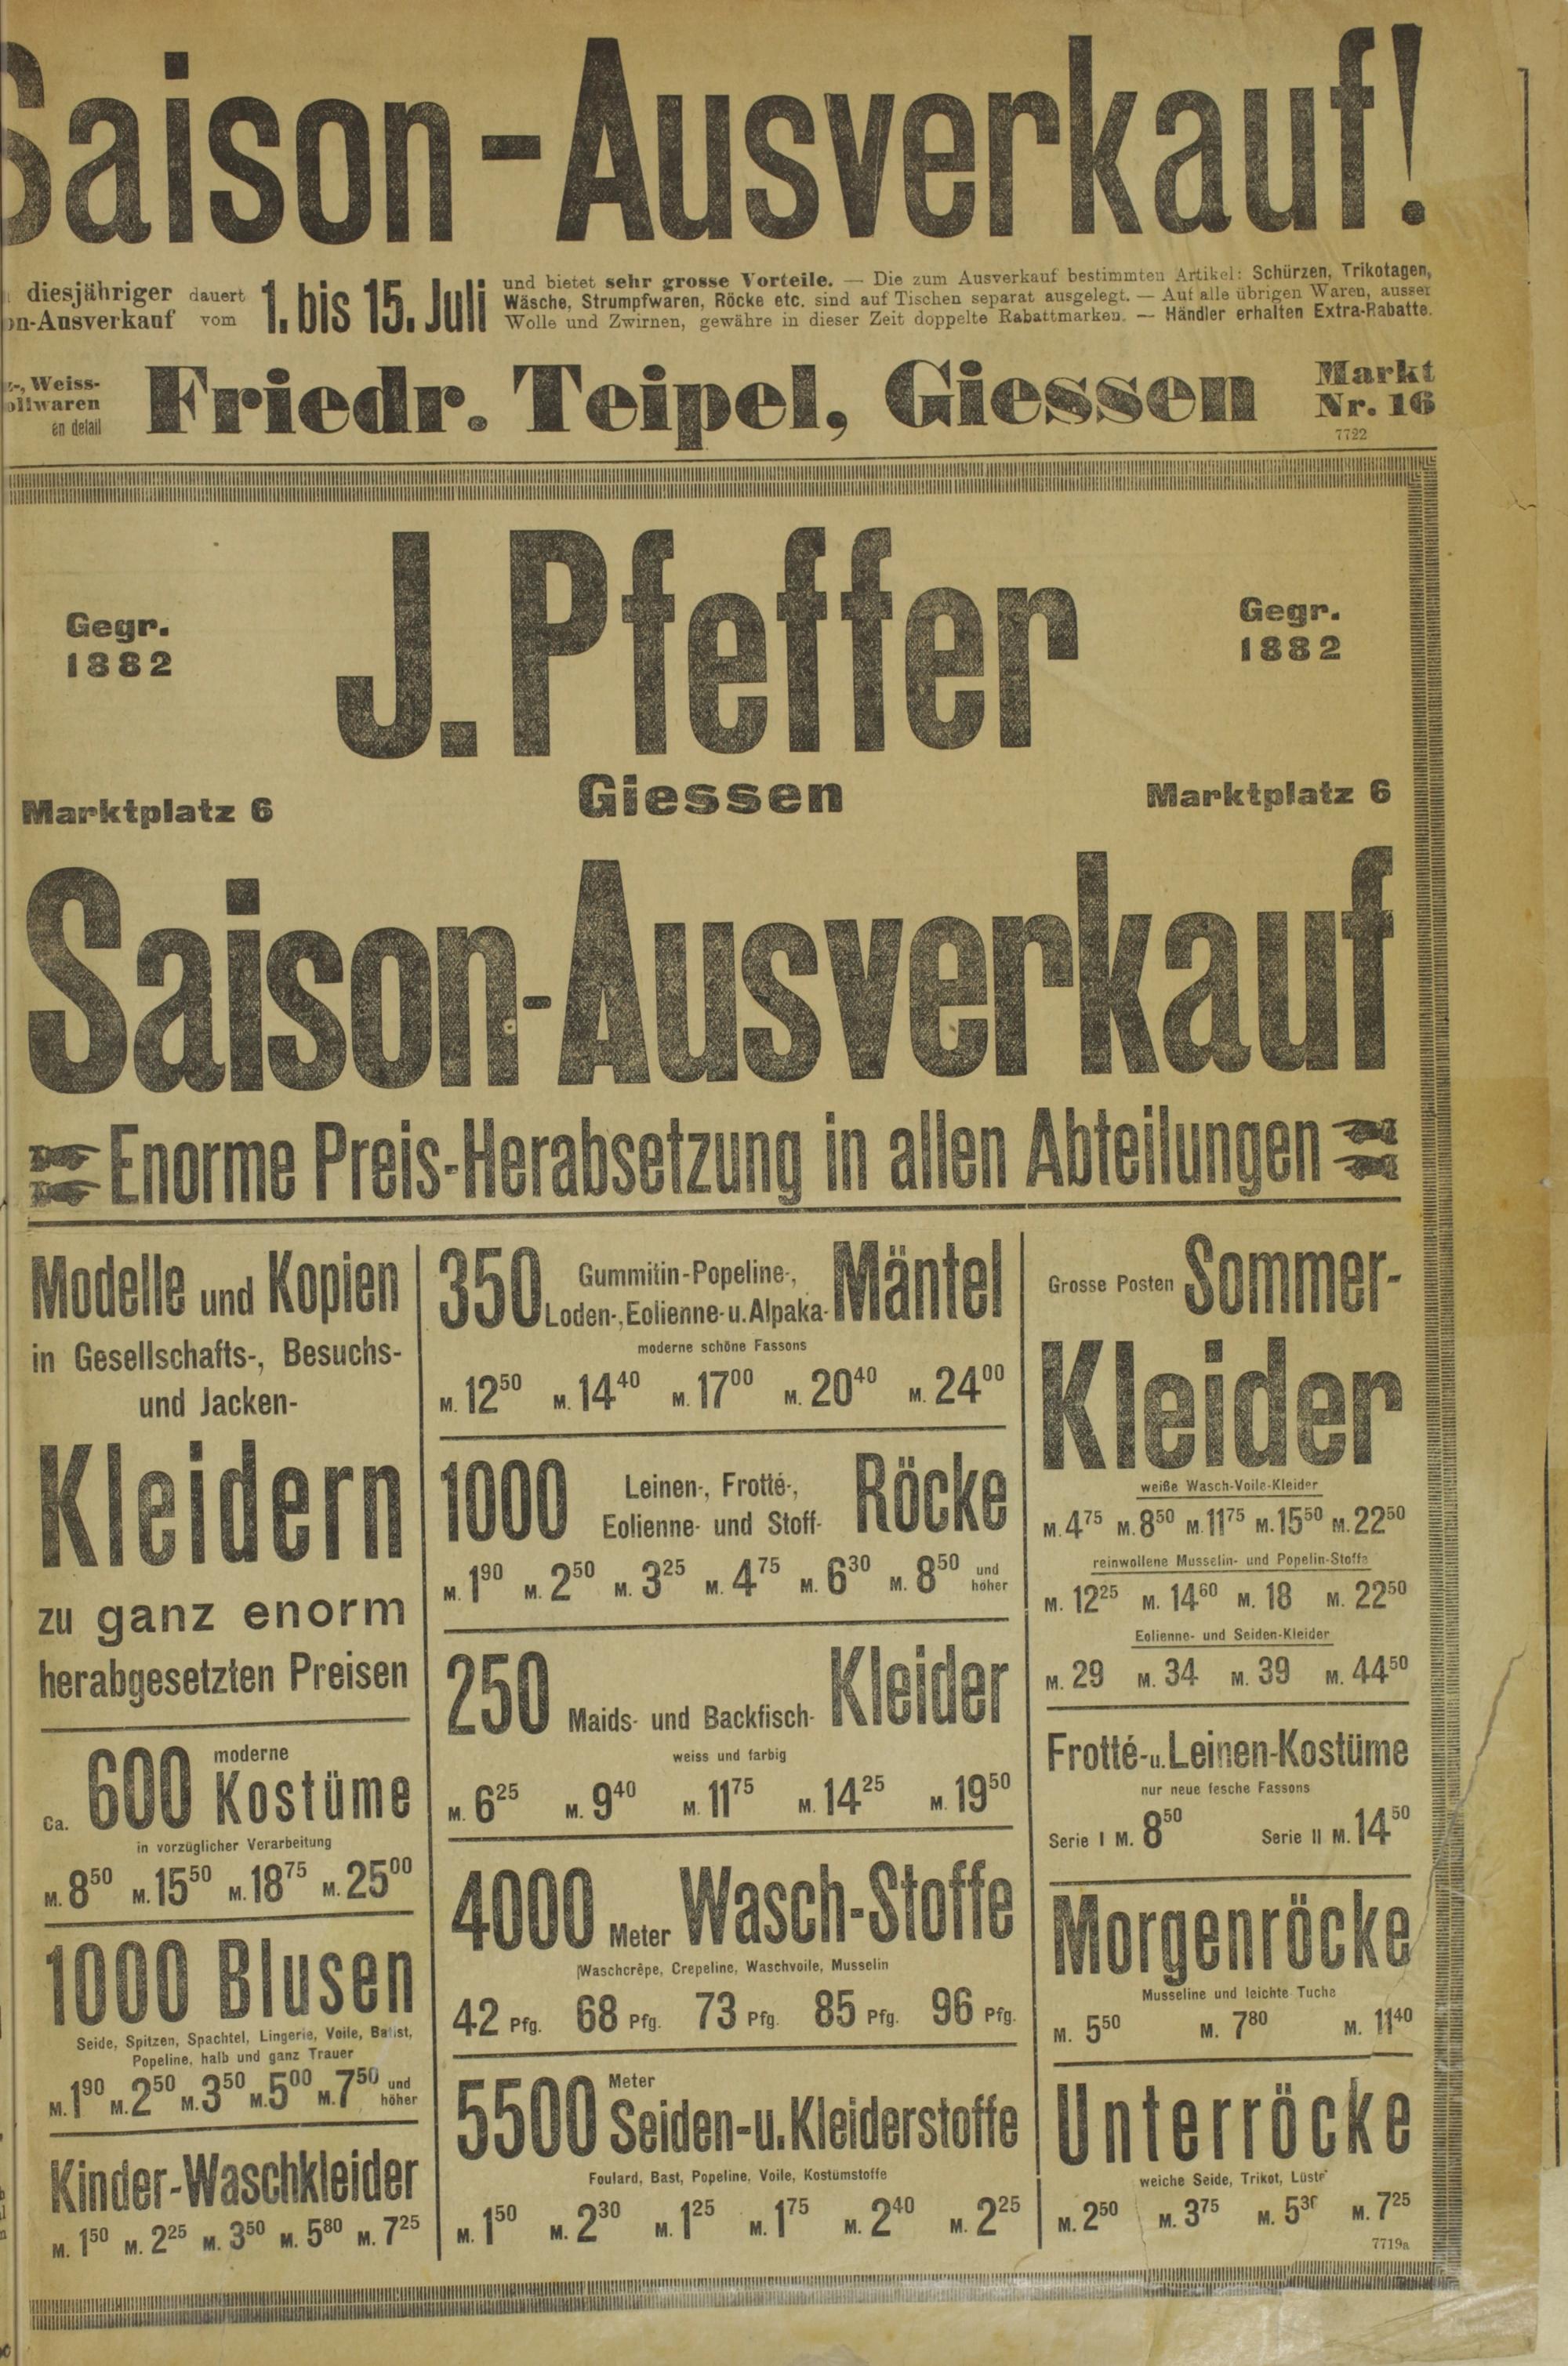 Saison-Ausverkauf!
diesjähriger dauert 1. bis 15. Juli und bietet sehr grosse Vorteile. — Die zum Ausverkauf bestimmten Artikel: Schürzen, Trikotagen,
on-Ausverkauf vom Wäsche, Strumpfwaren, Röcke etc. sind auf Tischen separat ausgelegt. — Auf alle übrigen Waren, ausser
Wolle und Zwirnen, gewähre in dieser Zeit doppelte Rabattmarken. — Händler erhalten Extra-Rabatte.
Weiss-
ollwaren
en detail
Friedr. Teipel, Giessen
Markt
Nr. 16
7722
J. Pfeffer
Gegr.
1882
Gegr.
1882
Marktplatz 6
Giessen
Marktplatz 6
Saison-Ausverkauf
Enorme Preis-Herabsetzung in allen Abteilungen
Modelle und Kopien
in Gesellschafts-, Besuchs-
und Jacken-
Kleidern
zu ganz enorm
herabgesetzten Preisen
Ca. 600 moderne Kostüme
in vorzüglicher Verarbeitung
M. 8⁵⁰ M. 15⁵⁰ M. 18⁷⁵ M. 25⁰⁰
1000 Blusen
Seide, Spitzen, Spachtel, Lingerie, Voile, Batist,
Popeline, halb und ganz Trauer
M. 1⁹⁰ M. 2⁵⁰ M. 3⁵⁰ M. 5⁰⁰ M. 7⁵⁰ und höher
Kinder-Waschkleider
M. 1⁵⁰ M. 2²⁵ M. 3⁵⁰ M. 5⁸⁰ M. 7²⁵
350 Gummitin-Popeline-,
Loden-, Eolienne- u. Alpaka- Mäntel
moderne schöne Fassons
M. 12⁵⁰ M. 14⁴⁰ M. 17⁰⁰ M. 20⁴⁰ M. 24⁰⁰
1000 Leinen-, Frotté-,
Eolienne- und Stoff- Röcke
M. 1⁹⁰ M. 2⁵⁰ M. 3²⁵ M. 4⁷⁵ M. 6³⁰ M. 8⁵⁰ und höher
250 Maids- und Backfisch- Kleider
weiss und farbig
M. 6²⁵ M. 9⁴⁰ M. 11⁷⁵ M. 14²⁵ M. 19⁵⁰
4000 Meter Wasch-Stoffe
Waschcrêpe, Crepeline, Waschvoile, Musselin
42 Pfg. 68 Pfg. 73 Pfg. 85 Pfg. 96 Pfg.
5500 Meter Seiden- u. Kleiderstoffe
Foulard, Bast, Popeline, Voile, Kostümstoffe
M. 1⁵⁰ M. 2³⁰ M. 1²⁵ M. 1⁷⁵ M. 2⁴⁰ M. 2²⁵
Grosse Posten Sommer-
Kleider
weiße Wasch-Voile-Kleider
M. 4⁷⁵ M. 8⁵⁰ M. 11⁷⁵ M. 15⁵⁰ M. 22⁵⁰
reinwollene Musselin- und Popelin-Stoffe
M. 12²⁵ M. 14⁶⁰ M. 18 M. 22⁵⁰
Eolienne- und Seiden-Kleider
M. 29 M. 34 M. 39 M. 44⁵⁰
Frotté- u. Leinen-Kostüme
nur neue fesche Fassons
Serie I M. 8⁵⁰ Serie II M. 14⁵⁰
Morgenröcke
Musseline und leichte Tuche
M. 5⁵⁰ M. 7⁸⁰ M. 11⁴⁰
Unterröcke
weiche Seide, Trikot, Lüstr
M. 2⁵⁰ M. 3⁷⁵ M. 5³⁰ M. 7²⁵
7719a